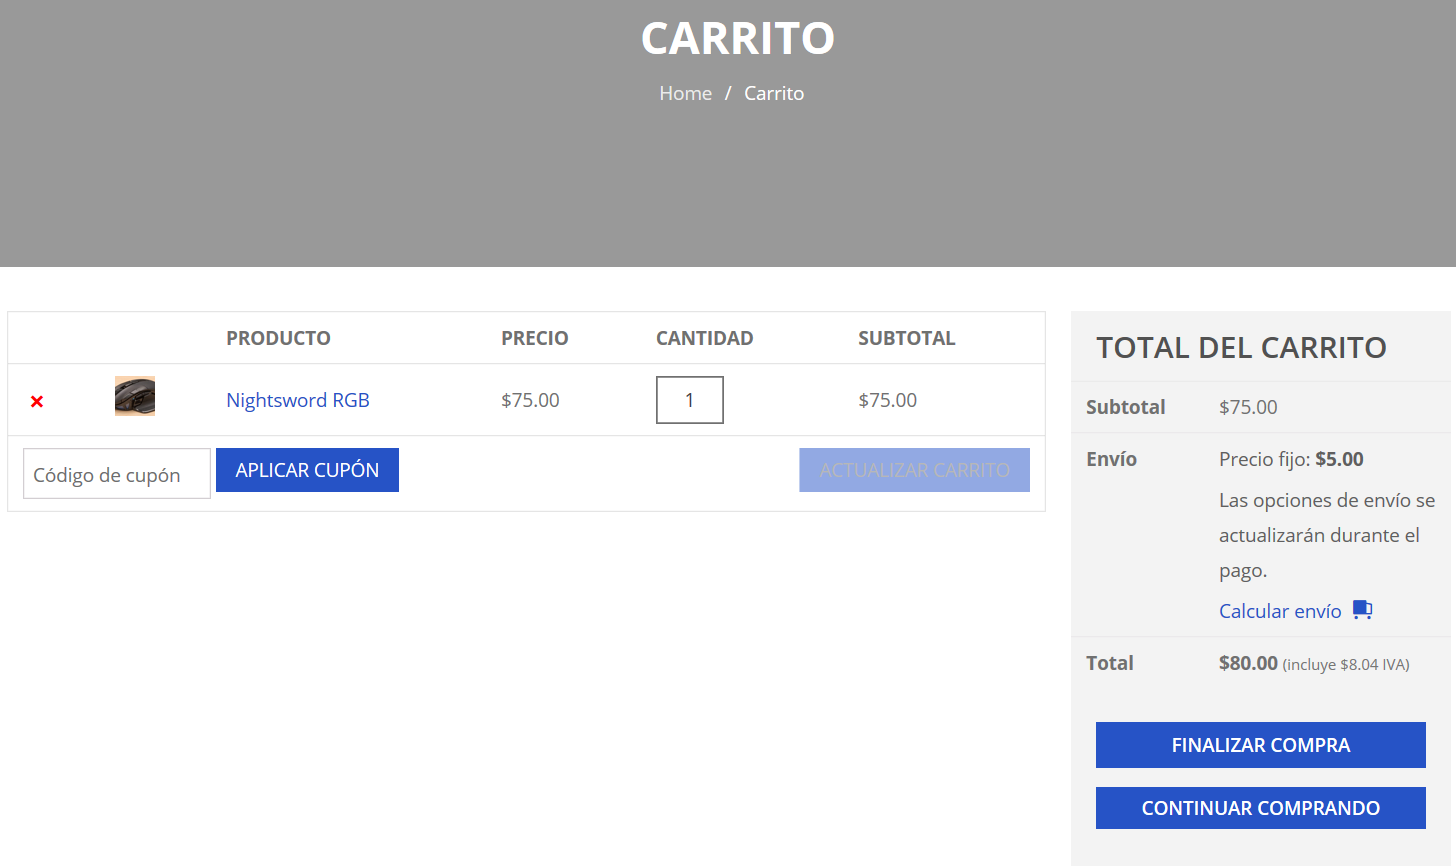 CARRITO
Home / Carrito
PRODUCTO PRECIO CANTIDAD SUBTOTAL
× Nightsword RGB $75.00 1 $75.00
Código de cupón APLICAR CUPÓN ACTUALIZAR CARRITO
TOTAL DEL CARRITO
Subtotal $75.00
Envío Precio fijo: $5.00
Las opciones de envío se
actualizarán durante el
pago.
Calcular envío
Total $80.00 (incluye $8.04 IVA)
FINALIZAR COMPRA
CONTINUAR COMPRANDO